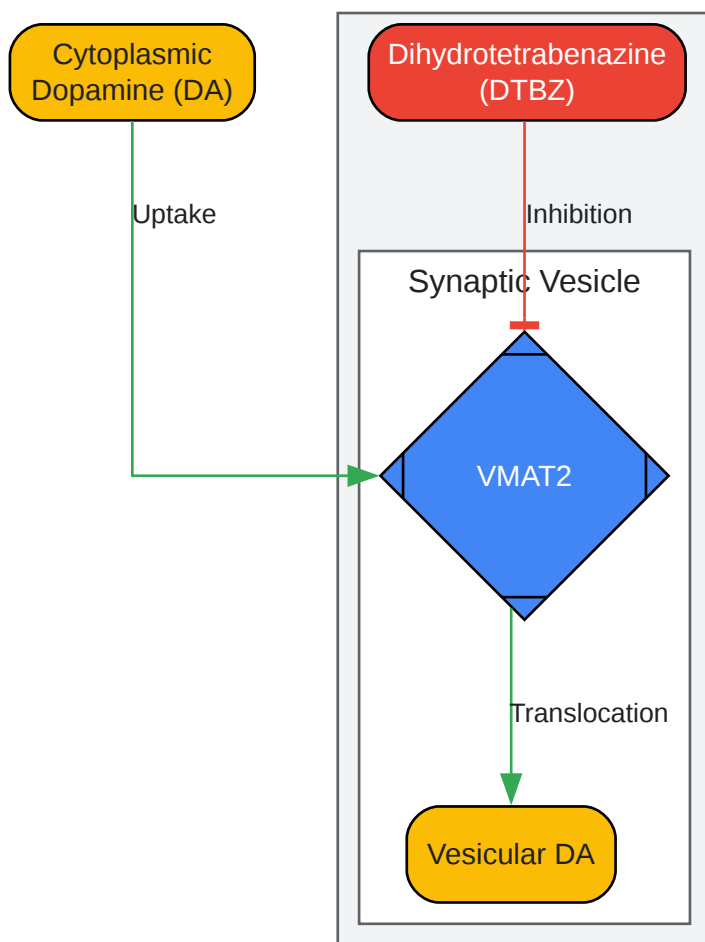 Cytoplasmic
Dopamine (DA)
Dihydrotetrabenazine
(DTBZ)
Uptake
Inhibition
Synaptic Vesicle
VMAT2
Translocation
Vesicular DA